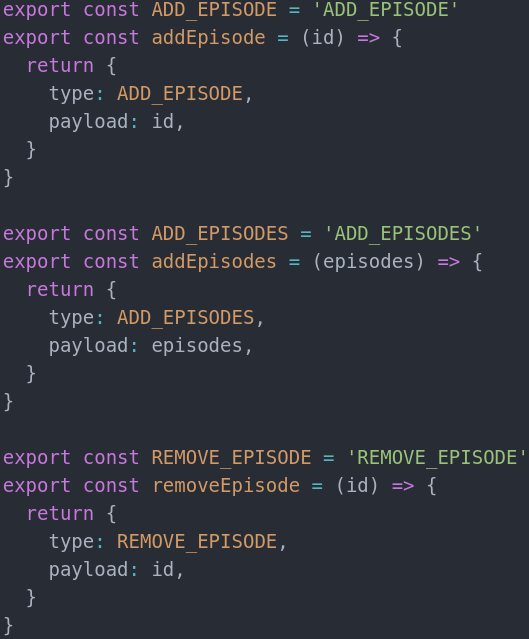 export const ADD_EPISODE = 'ADD_EPISODE'
export const addEpisode = (id) => {
  return {
    type: ADD_EPISODE,
    payload: id,
  }
}

export const ADD_EPISODES = 'ADD_EPISODES'
export const addEpisodes = (episodes) => {
  return {
    type: ADD_EPISODES,
    payload: episodes,
  }
}

export const REMOVE_EPISODE = 'REMOVE_EPISODE'
export const removeEpisode = (id) => {
  return {
    type: REMOVE_EPISODE,
    payload: id,
  }
}